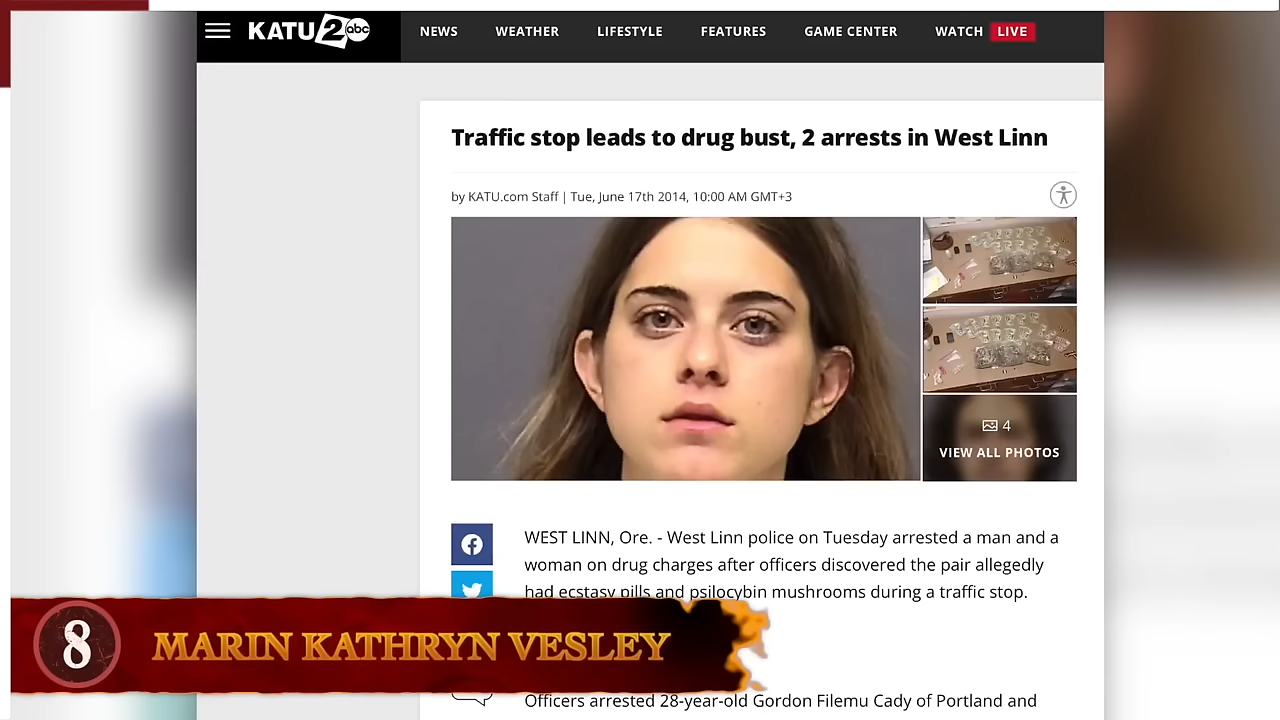 KATU 2 abc
NEWS WEATHER LIFESTYLE FEATURES GAME CENTER WATCH LIVE
Traffic stop leads to drug bust, 2 arrests in West Linn
by KATU.com Staff | Tue, June 17th 2014, 10:00 AM GMT+3
4
VIEW ALL PHOTOS
WEST LINN, Ore. - West Linn police on Tuesday arrested a man and a
woman on drug charges after officers discovered the pair allegedly
had ecstasy pills and psilocybin mushrooms during a traffic stop.
8 MARIN KATHRYN VESLEY
Officers arrested 28-year-old Gordon Filemu Cady of Portland and